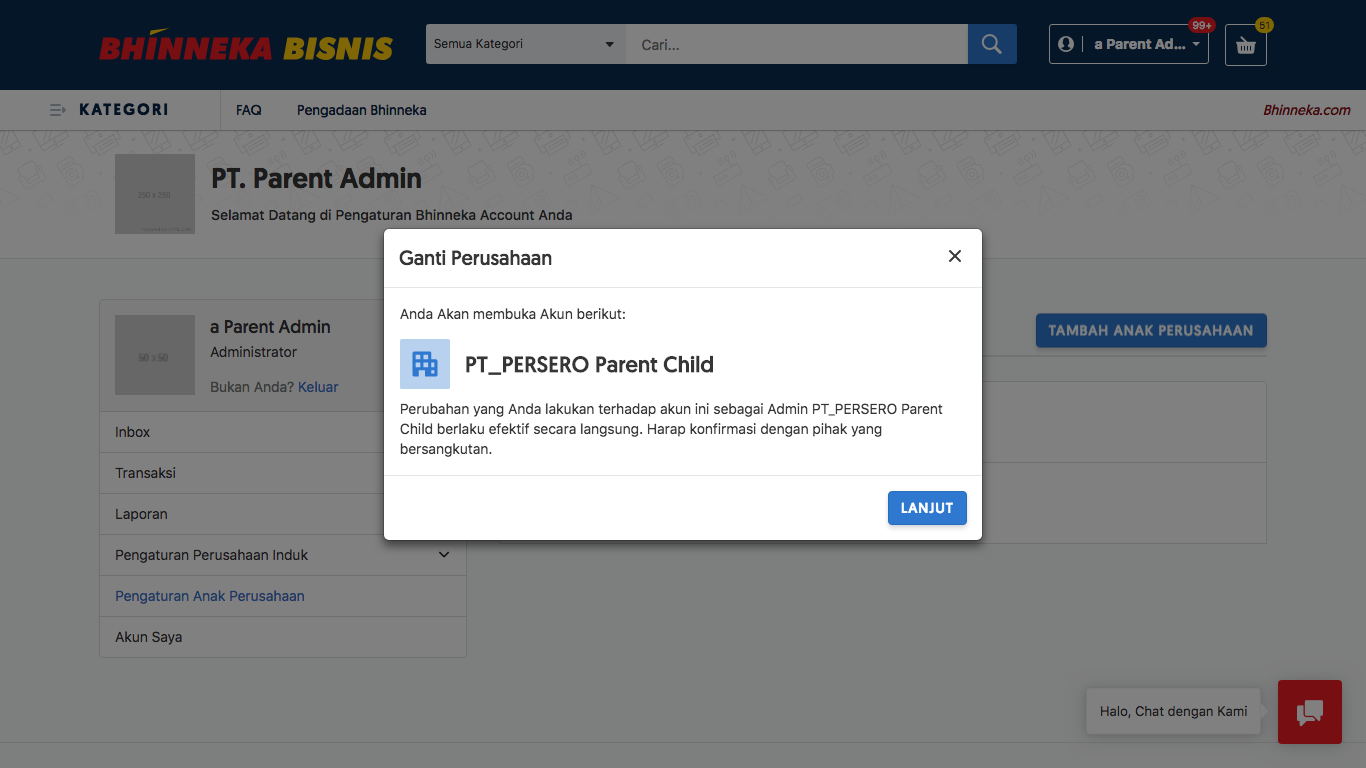 BHINNEKA BISNIS
Semua Kategori
Cari...
a Parent Ad...
99+
51
KATEGORI
FAQ
Pengadaan Bhinneka
Bhinneka.com
250 x 250
PT. Parent Admin
Selamat Datang di Pengaturan Bhinneka Account Anda
Ganti Perusahaan
Anda Akan membuka Akun berikut:
PT_PERSERO Parent Child
Perubahan yang Anda lakukan terhadap akun ini sebagai Admin PT_PERSERO Parent
Child berlaku efektif secara langsung. Harap konfirmasi dengan pihak yang
bersangkutan.
LANJUT
50 x 50
a Parent Admin
Administrator
Bukan Anda? Keluar
TAMBAH ANAK PERUSAHAAN
Inbox
Transaksi
Laporan
Pengaturan Perusahaan Induk
Pengaturan Anak Perusahaan
Akun Saya
Halo, Chat dengan Kami